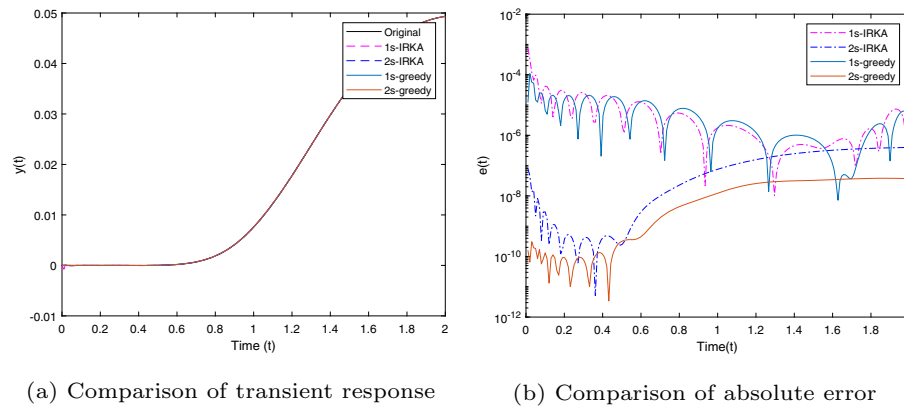 0.05
0.04
0.03
0.02
0.01
0
-0.01
y(t)
0 0.2 0.4 0.6 0.8 1 1.2 1.4 1.6 1.8 2
Time (t)
Original
1s-IRKA
2s-IRKA
1s-greedy
2s-greedy
(a) Comparison of transient response
10-2
10-4
10-6
10-8
10-10
10-12
e(t)
0 0.2 0.4 0.6 0.8 1 1.2 1.4 1.6 1.8
Time(t)
1s-IRKA
2s-IRKA
1s-greedy
2s-greedy
(b) Comparison of absolute error